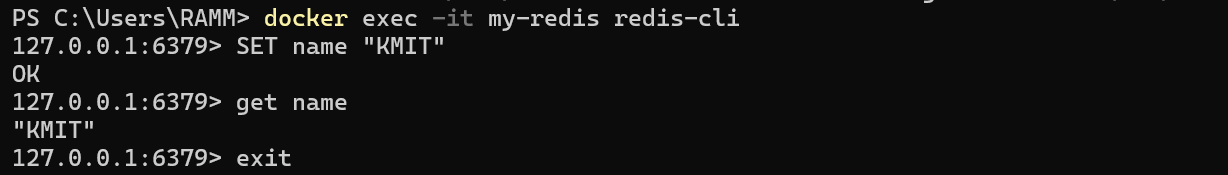 PS C:\Users\RAMM> docker exec -it my-redis redis-cli
127.0.0.1:6379> SET name "KMIT"
OK
127.0.0.1:6379> get name
"KMIT"
127.0.0.1:6379> exit